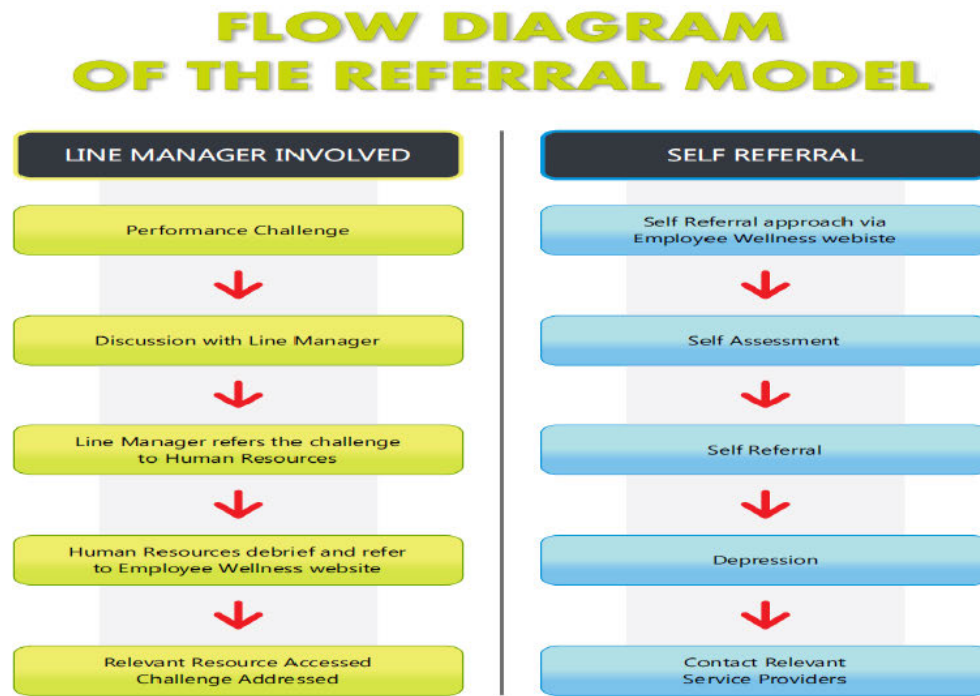 FLOW DIAGRAM
OF THE REFERRAL MODEL
LINE MANAGER INVOLVED
Performance Challenge
Discussion with Line Manager
Line Manager refers the challenge
to Human Resources
Human Resources debrief and refer
to Employee Wellness website
Relevant Resource Accessed
Challenge Addressed
SELF REFERRAL
Self Referral approach via
Employee Wellness webiste
Self Assessment
Self Referral
Depression
Contact Relevant
Service Providers